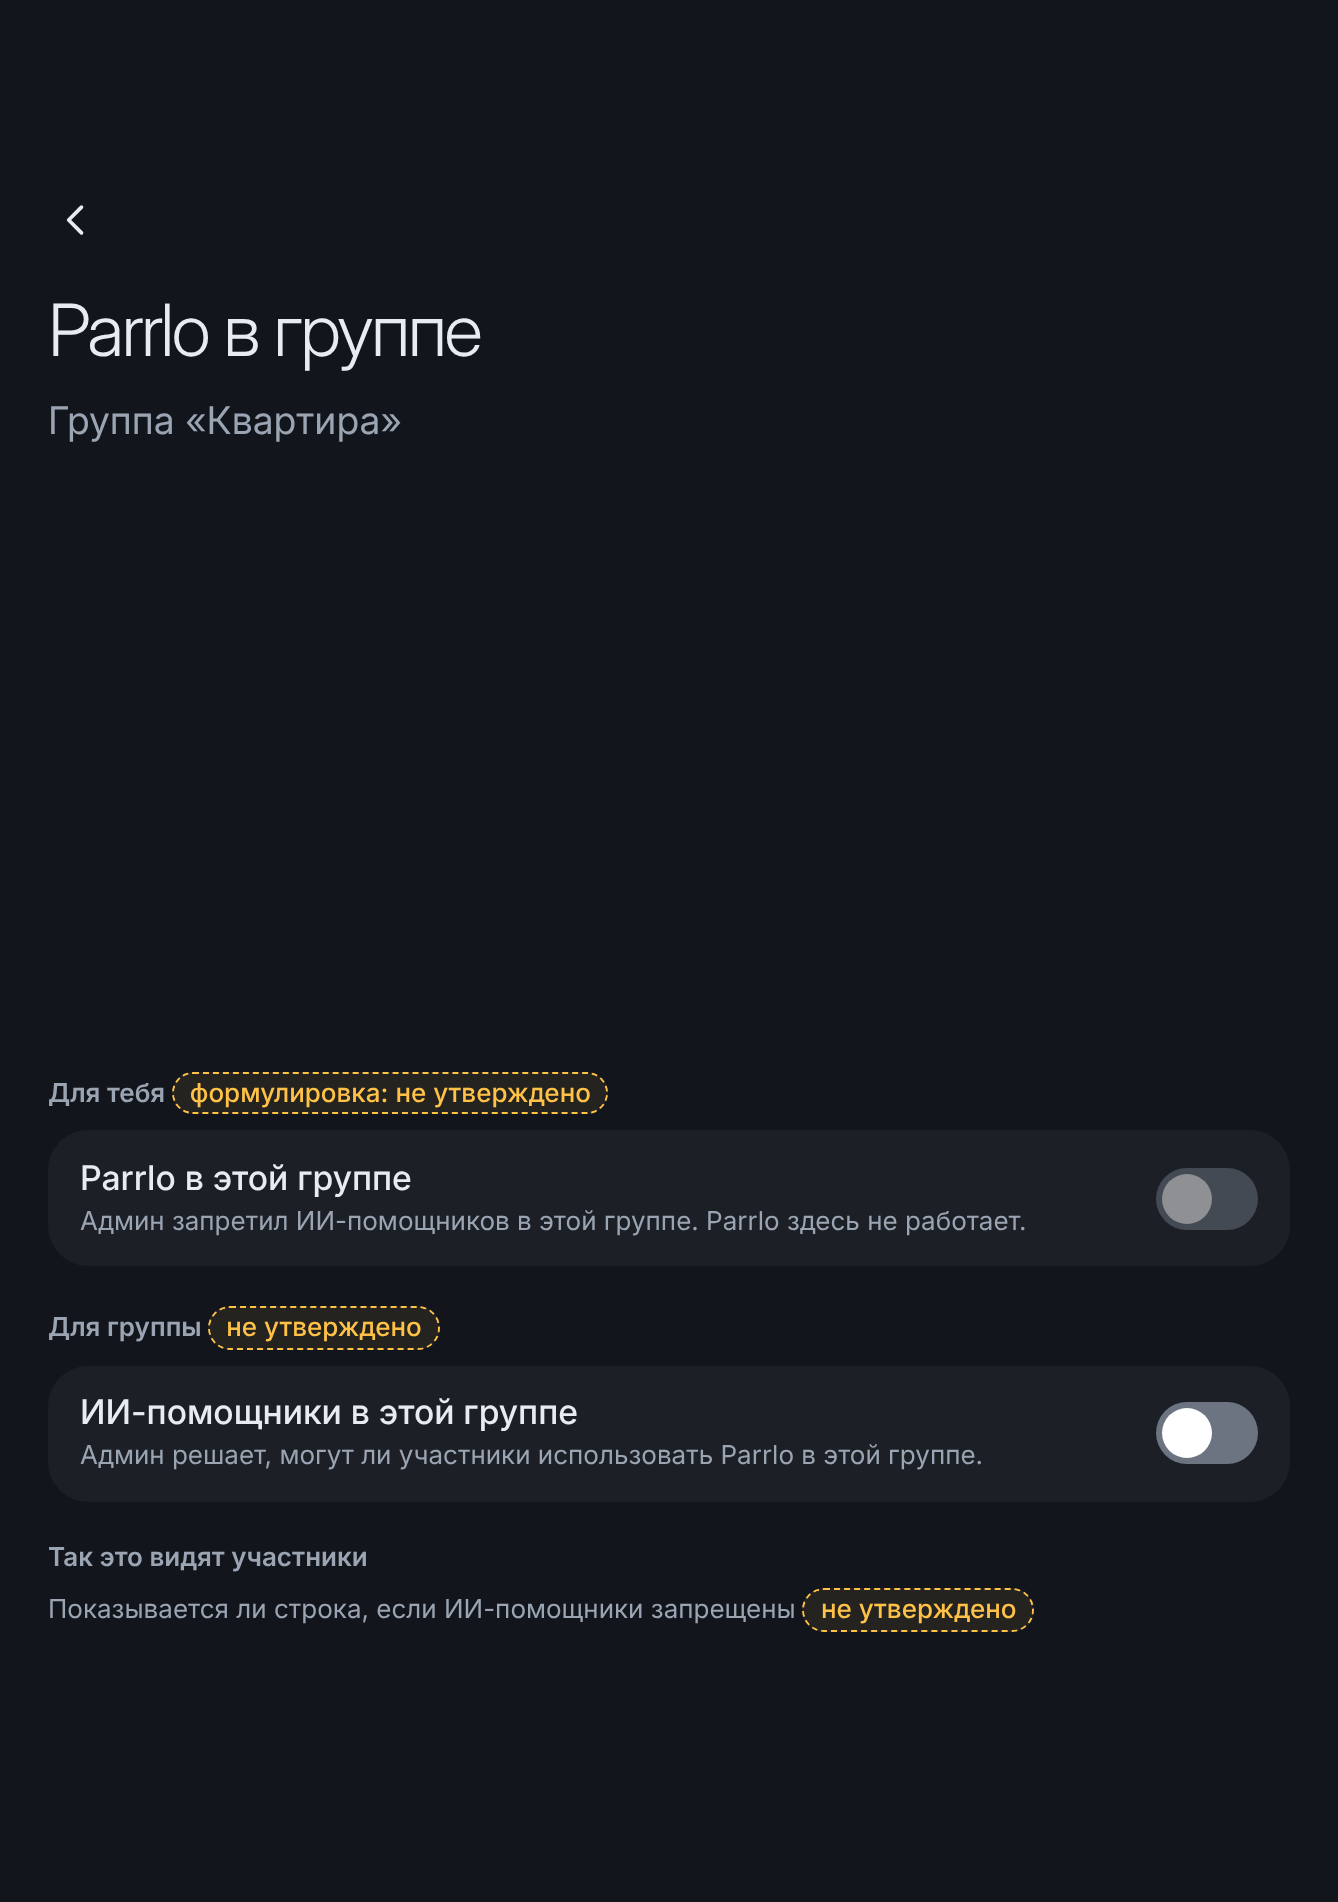 Parrlo в группе
Группа «Квартира»
Для тебя формулировка: не утверждено
Parrlo в этой группе
Админ запретил ИИ-помощников в этой группе. Parrlo здесь не работает.
Для группы не утверждено
ИИ-помощники в этой группе
Админ решает, могут ли участники использовать Parrlo в этой группе.
Так это видят участники
Показывается ли строка, если ИИ-помощники запрещены не утверждено